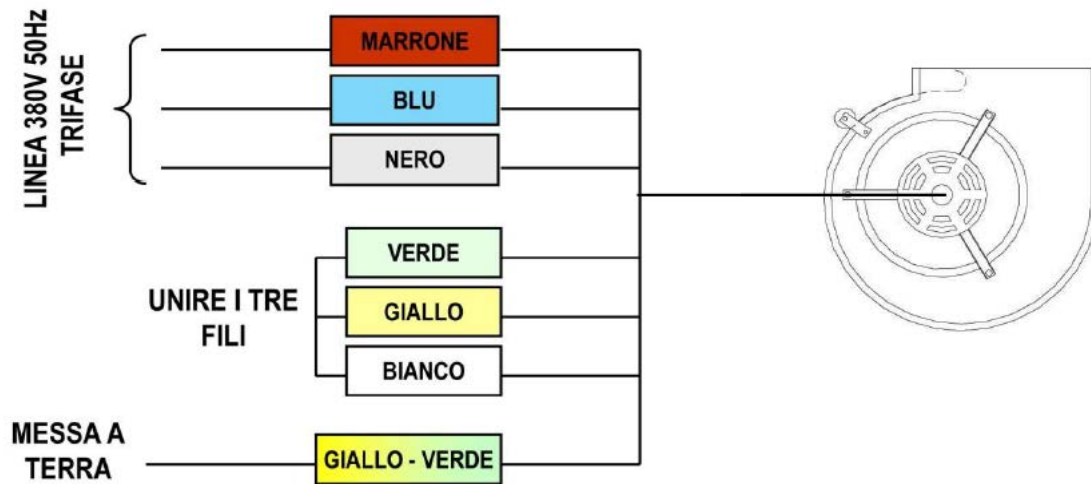 LINEA 380V 50Hz
TRIFASE
MARRONE
BLU
NERO
UNIRE I TRE
FILI
VERDE
GIALLO
BIANCO
MESSA A
TERRA
GIALLO - VERDE